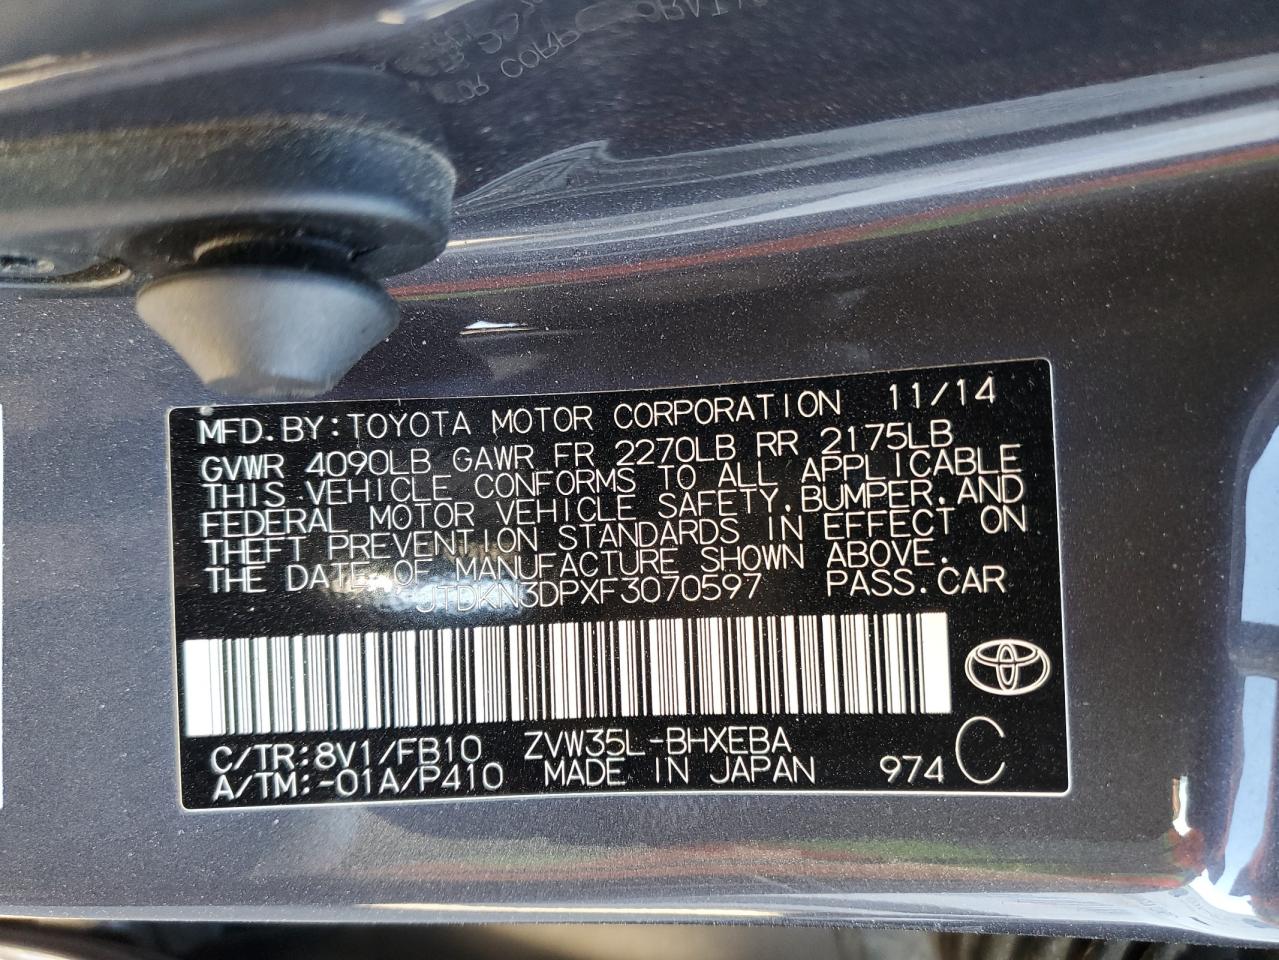 MFD.BY:TOYOTA MOTOR CORPORATION 11/14
GVWR 4090LB GAWR FR 2270LB RR 2175LB
THIS VEHICLE CONFORMS TO ALL APPLICABLE
FEDERAL MOTOR VEHICLE SAFETY,BUMPER,AND
THEFT PREVENTION STANDARDS IN EFFECT ON
THE DATE OF MANUFACTURE SHOWN ABOVE.
JTDKN3DPXF3070597 PASS.CAR
C/TR:8V1/FB10 ZVW35L-BHXEBA
A/TM:-01A/P410 MADE IN JAPAN 974 C